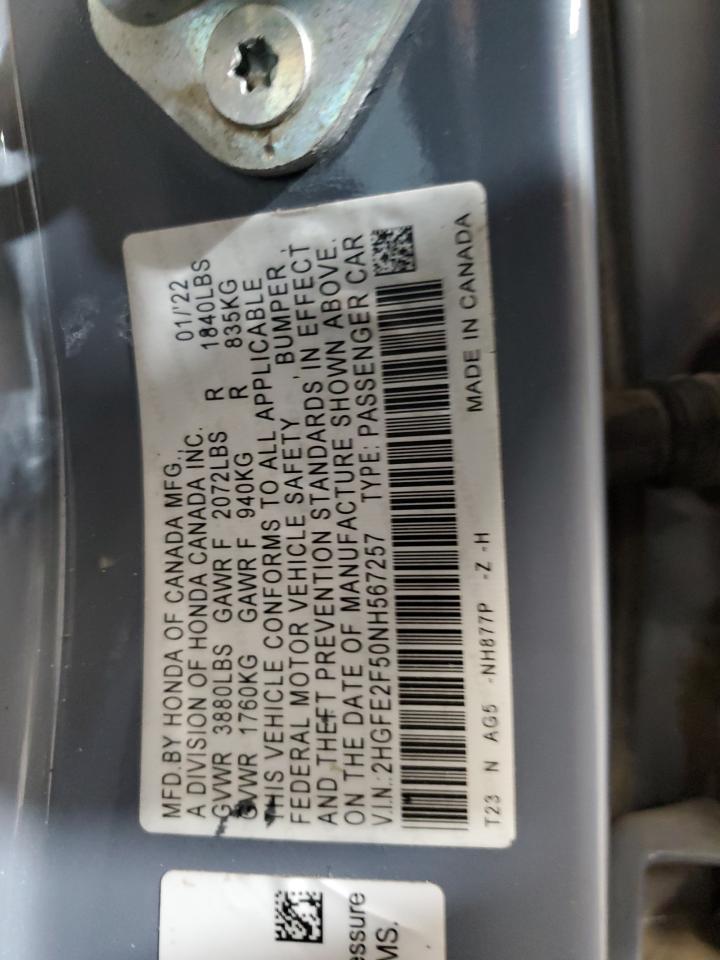 MFD.BY HONDA OF CANADA MFG., 01/'22
A DIVISION OF HONDA CANADA INC.
GVWR 3880LBS GAWR F 2072LBS R 1840LBS
GVWR 1760KG GAWR F 940KG R 835KG
THIS VEHICLE CONFORMS TO ALL APPLICABLE
FEDERAL MOTOR VEHICLE SAFETY , BUMPER ,
AND THEFT PREVENTION STANDARDS IN EFFECT
ON THE DATE OF MANUFACTURE SHOWN ABOVE.
V.I.N.:2HGFE2F50NH567257 TYPE: PASSENGER CAR
MADE IN CANADA
T23 N AG5 -NH877P -Z -H
essure
MS.